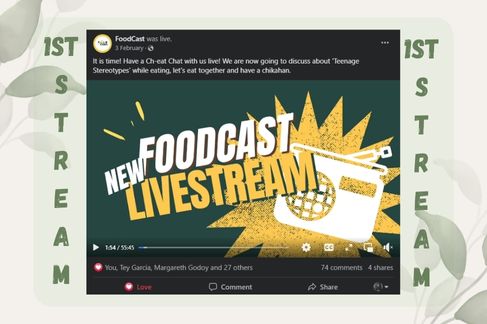 1ST
STREAM
FoodCast was live.
3 February ·
It is time! Have a Ch-eat Chat with us live! We are now going to discuss about 'Teenage
Stereotypes' while eating, let's eat together and have a chikahan.
NEW FOODCAST
LIVESTREAM
1:54 / 55:45
You, Tey Garcia, Margareth Godoy and 27 others
74 comments 4 shares
Love Comment Share
1ST
STREAM